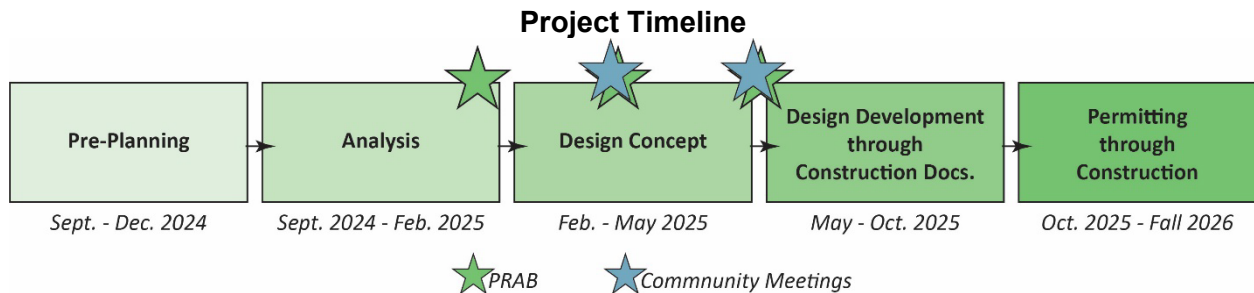 Project Timeline
Pre-Planning
Analysis
Design Concept
Design Development
through
Construction Docs.
Permitting
through
Construction
Sept. - Dec. 2024
Sept. 2024 - Feb. 2025
Feb. - May 2025
May - Oct. 2025
Oct. 2025 - Fall 2026
PRAB
Commnunity Meetings